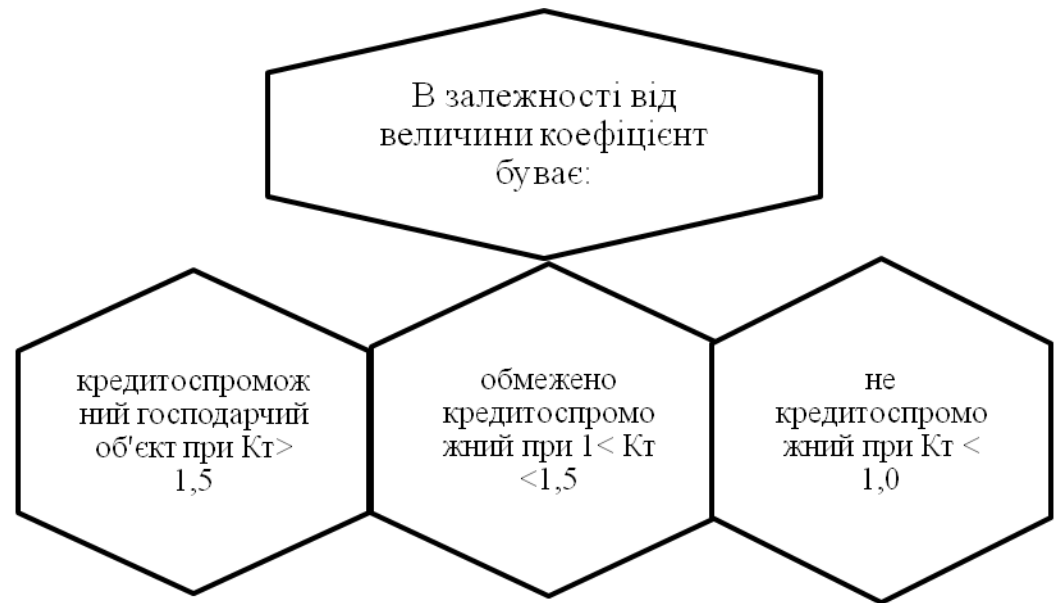 В залежності від
величини коефіцієнт
буває:
кредитоспромож
ний господарчий
об'єкт при Кт>
1,5
обмежено
кредитоспромо
жний при 1< Кт
<1,5
не
кредитоспромо
жний при Кт <
1,0